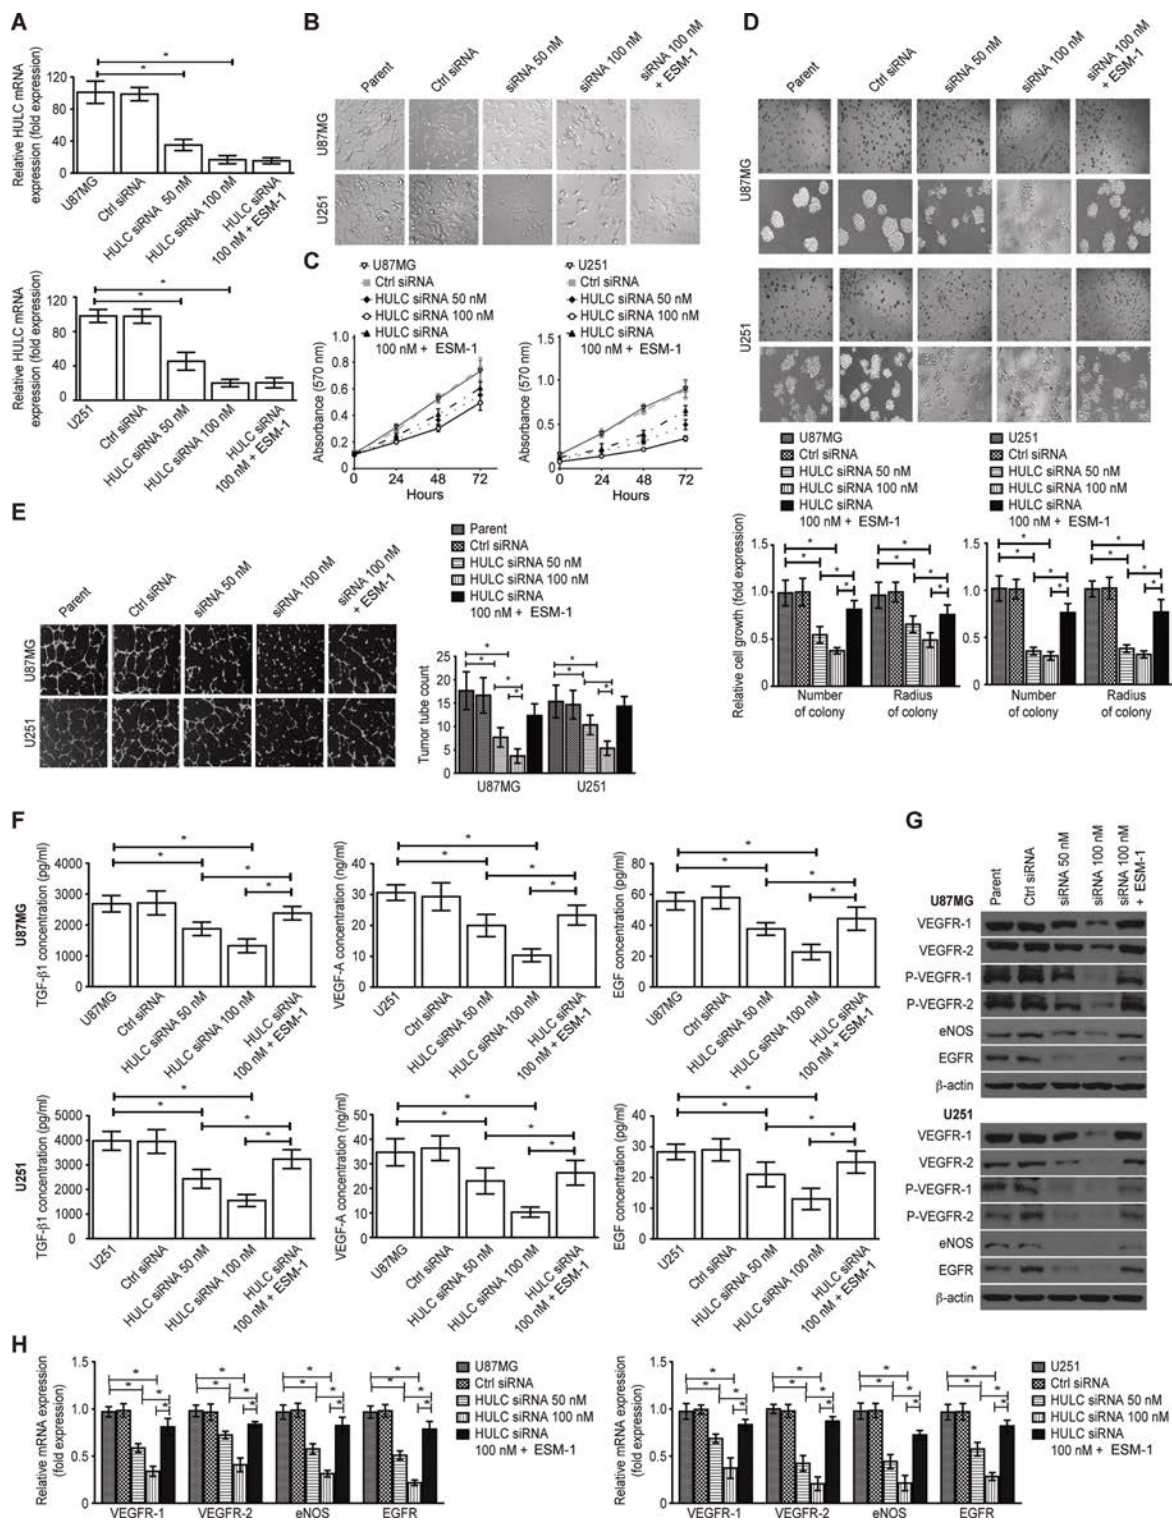 A
Relative HULC mRNA
expression (fold expression)
120
80
40
0
U87MG
Ctrl siRNA
HULC siRNA 50 nM
HULC siRNA 100 nM
HULC siRNA
100 nM + ESM-1
*
*
Relative HULC mRNA
expression (fold expression)
120
80
40
0
U251
Ctrl siRNA
HULC siRNA 50 nM
HULC siRNA 100 nM
HULC siRNA
100 nM + ESM-1
*
*
B
Parent
Ctrl siRNA
siRNA 50 nM
siRNA 100 nM
siRNA 100 nM
+ ESM-1
U87MG
U251
C
U87MG
Ctrl siRNA
HULC siRNA 50 nM
HULC siRNA 100 nM
HULC siRNA
100 nM + ESM-1
Absorbance (570 nm)
1.0
0.8
0.6
0.4
0.2
0 24 48 72
Hours
U251
Ctrl siRNA
HULC siRNA 50 nM
HULC siRNA 100 nM
HULC siRNA
100 nM + ESM-1
Absorbance (570 nm)
1.5
1.0
0.5
0
0 24 48 72
Hours
D
Parent
Ctrl siRNA
siRNA 50 nM
siRNA 100 nM
siRNA 100 nM
+ ESM-1
U87MG
U251
U87MG
Ctrl siRNA
HULC siRNA 50 nM
HULC siRNA 100 nM
HULC siRNA
100 nM + ESM-1
U251
Ctrl siRNA
HULC siRNA 50 nM
HULC siRNA 100 nM
HULC siRNA
100 nM + ESM-1
Relative cell growth (fold expression)
1.5
1.0
0.5
0
Number
of colony
Radius
of colony
1.5
1.0
0.5
0
Number
of colony
Radius
of colony
E
Parent
Ctrl siRNA
siRNA 50 nM
siRNA 100 nM
siRNA 100 nM
+ ESM-1
U87MG
U251
Parent
Ctrl siRNA
HULC siRNA 50 nM
HULC siRNA 100 nM
HULC siRNA
100 nM + ESM-1
Tumor tube count
25
20
15
10
5
0
U87MG U251
F
U87MG
TGF-β1 concentration (pg/ml)
4000
3000
2000
1000
0
U87MG
Ctrl siRNA
HULC siRNA 50 nM
HULC siRNA 100 nM
HULC siRNA
100 nM + ESM-1
VEGF-A concentration (ng/ml)
40
30
20
10
0
U251
Ctrl siRNA
HULC siRNA 50 nM
HULC siRNA 100 nM
HULC siRNA
100 nM + ESM-1
EGF concentration (pg/ml)
80
60
40
20
0
U87MG
Ctrl siRNA
HULC siRNA 50 nM
HULC siRNA 100 nM
HULC siRNA
100 nM + ESM-1
U251
TGF-β1 concentration (pg/ml)
5000
4000
3000
2000
1000
0
U251
Ctrl siRNA
HULC siRNA 50 nM
HULC siRNA 100 nM
HULC siRNA
100 nM + ESM-1
VEGF-A concentration (ng/ml)
50
40
30
20
10
0
U87MG
Ctrl siRNA
HULC siRNA 50 nM
HULC siRNA 100 nM
HULC siRNA
100 nM + ESM-1
EGF concentration (pg/ml)
40
30
20
10
0
U251
Ctrl siRNA
HULC siRNA 50 nM
HULC siRNA 100 nM
HULC siRNA
100 nM + ESM-1
G
Parent
Ctrl siRNA
siRNA 50 nM
siRNA 100 nM
siRNA 100 nM
+ ESM-1
U87MG
VEGFR-1
VEGFR-2
P-VEGFR-1
P-VEGFR-2
eNOS
EGFR
β-actin
U251
VEGFR-1
VEGFR-2
P-VEGFR-1
P-VEGFR-2
eNOS
EGFR
β-actin
H
Relative mRNA expression
(fold expression)
1.5
1.0
0.5
0
VEGFR-1 VEGFR-2 eNOS EGFR
U87MG
Ctrl siRNA
HULC siRNA 50 nM
HULC siRNA 100 nM
HULC siRNA
100 nM + ESM-1
Relative mRNA expression
(fold expression)
1.5
1.0
0.5
0
VEGFR-1 VEGFR-2 eNOS EGFR
U251
Ctrl siRNA
HULC siRNA 50 nM
HULC siRNA 100 nM
HULC siRNA
100 nM + ESM-1